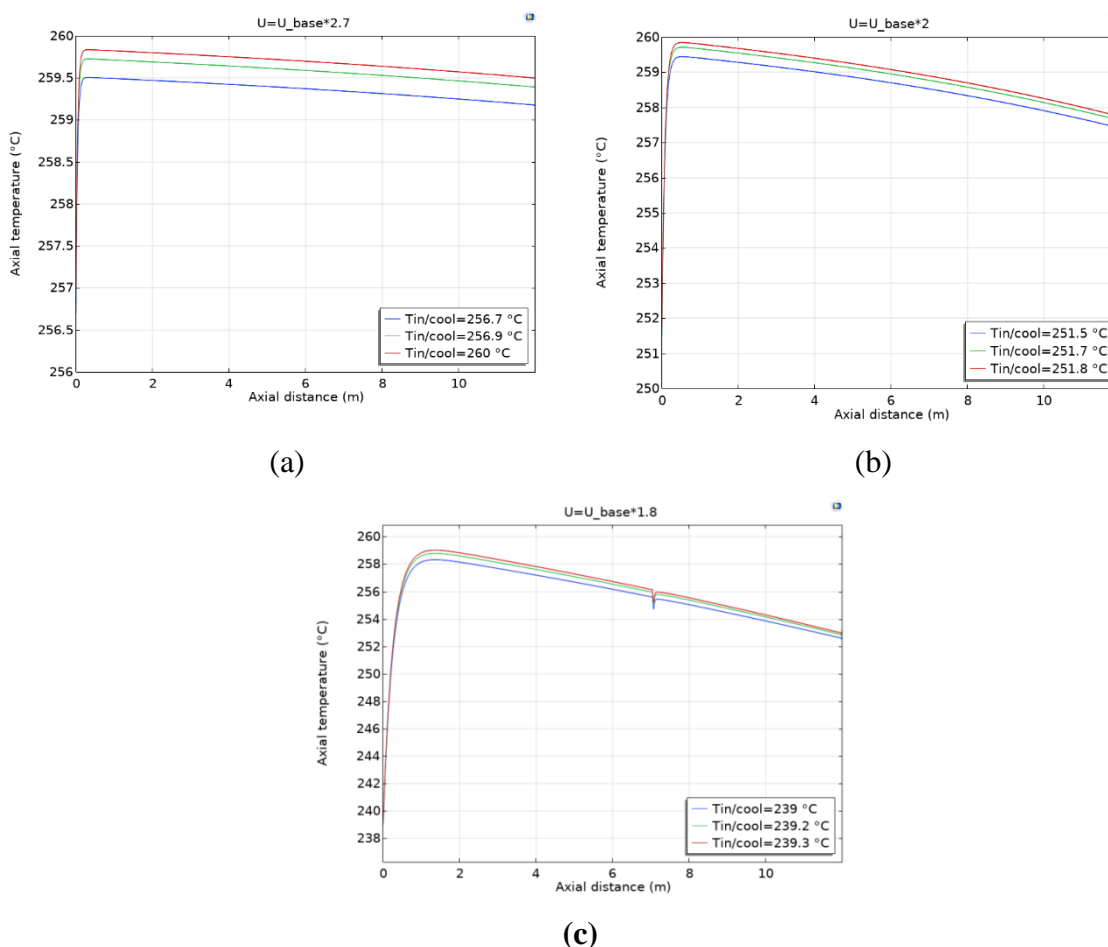 U=U_base*2.7
260
259.5
259
258.5
258
257.5
257
256.5
256
0
2
4
6
8
10
Axial temperature (°C)
Axial distance (m)
Tin/cool=256.7 °C
Tin/cool=256.9 °C
Tin/cool=260 °C
(a)
U=U_base*2
260
259
258
257
256
255
254
253
252
251
250
0
2
4
6
8
10
Axial temperature (°C)
Axial distance (m)
Tin/cool=251.5 °C
Tin/cool=251.7 °C
Tin/cool=251.8 °C
(b)
U=U_base*1.8
260
258
256
254
252
250
248
246
244
242
240
238
0
2
4
6
8
10
Axial temperature (°C)
Axial distance (m)
Tin/cool=239 °C
Tin/cool=239.2 °C
Tin/cool=239.3 °C
(c)